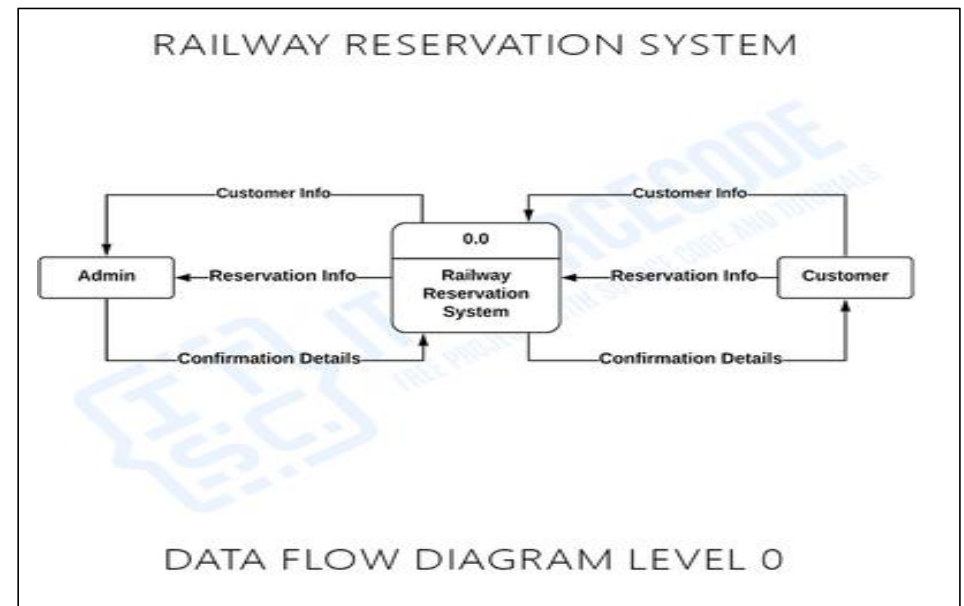 RAILWAY RESERVATION SYSTEM
Customer Info
Customer Info
0.0
Admin
Reservation Info
Railway
Reservation
System
Reservation Info
Customer
Confirmation Details
Confirmation Details
DATA FLOW DIAGRAM LEVEL 0